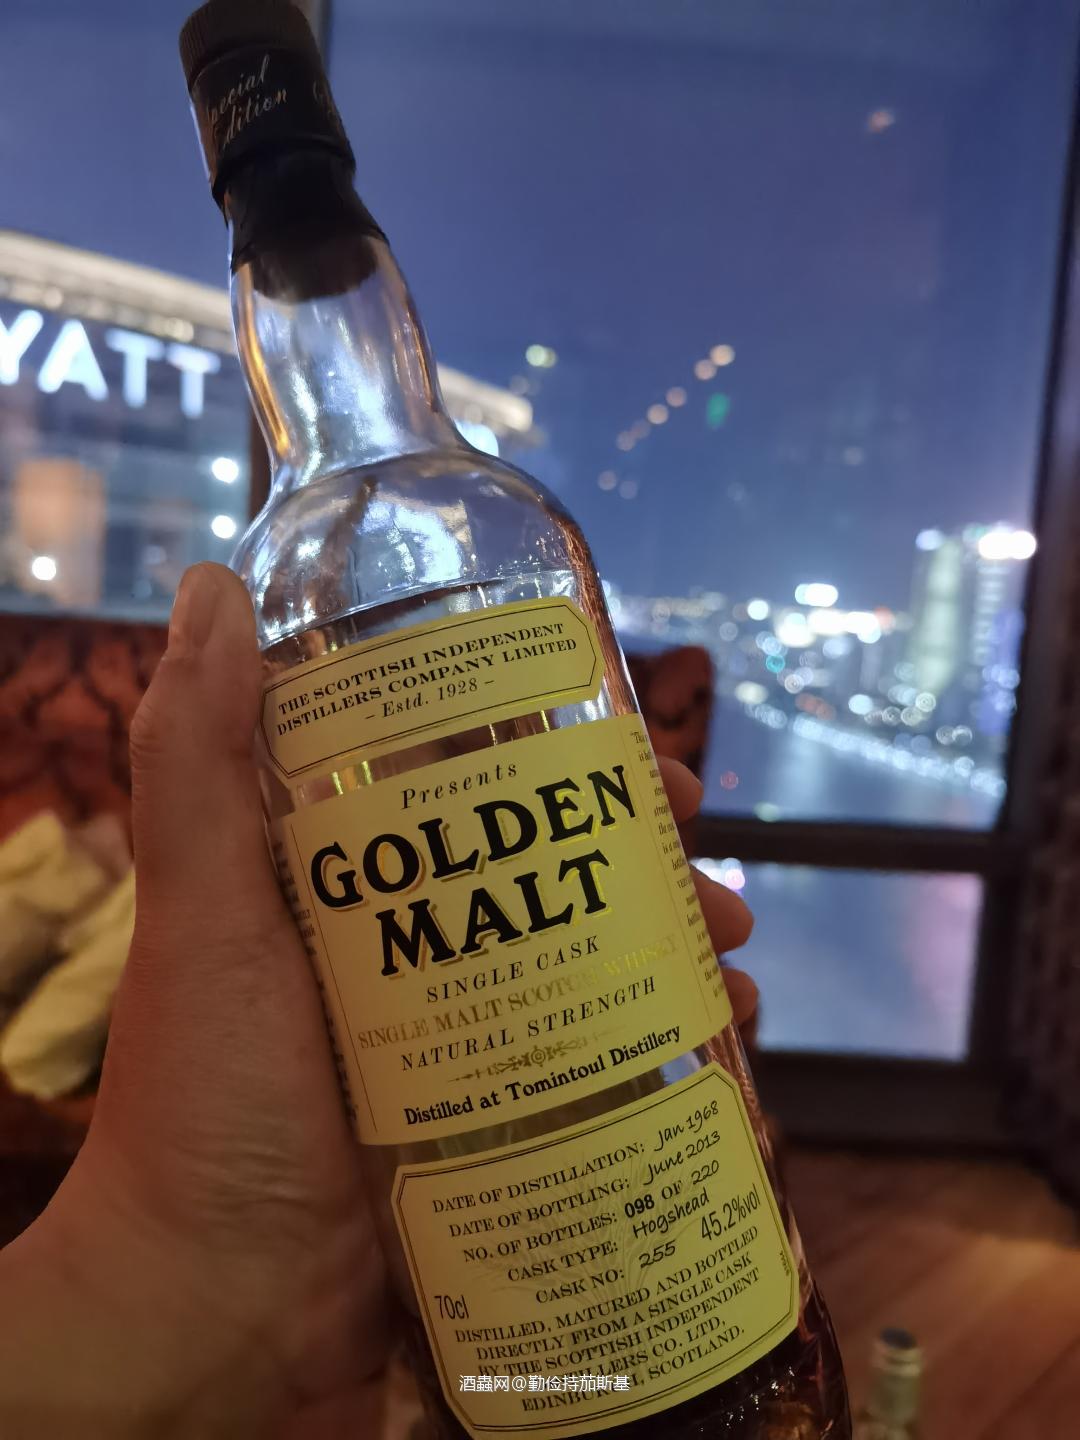 Edition
YATT
THE SCOTTISH INDEPENDENT
DISTILLERS COMPANY LIMITED
– Estd. 1928 –
Presents
GOLDEN
MALT
SINGLE CASK
SINGLE MALT SCOTCH WHISKY
NATURAL STRENGTH
Distilled at Tomintoul Distillery
DATE OF DISTILLATION: Jan 1968
DATE OF BOTTLING: June 2013
NO. OF BOTTLES: 098 OF 220
CASK TYPE: Hogshead
CASK NO: 255 45.2%vol
70cl
DISTILLED, MATURED AND BOTTLED
DIRECTLY FROM A SINGLE CASK
BY THE SCOTTISH INDEPENDENT
DISTILLERS CO. LTD,
EDINBURGH, SCOTLAND.
酒蟲网@勤俭持茄斯基